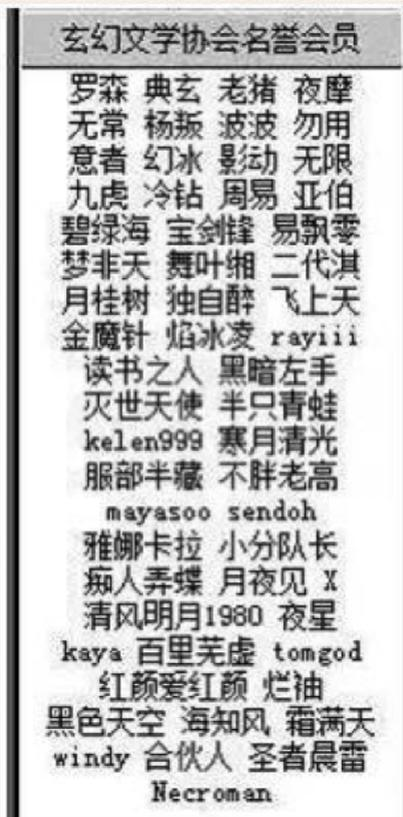 玄幻文学协会名誉会员
罗森 典玄 老猪 夜摩
无常 杨叛 波波 勿用
意者 幻冰 影动 无限
九虎 冷钻 周易 亚伯
碧绿海 宝剑锋 易飘零
梦非天 舞叶缃 二代淇
月桂树 独自醉 飞上天
金魔针 焰冰凌 rayiii
读书之人 黑暗左手
灭世天使 半只青蛙
kelen999 寒月清光
服部半藏 不胖老高
mayasoo sendoh
雅娜卡拉 小分队长
痴人弄蝶 月夜见 X
清风明月1980 夜星
kaya 百里芜虚 tomgod
红颜爱红颜 烂袖
黑色天空 海知风 霜满天
windy 合伙人 圣者晨雷
Necroman